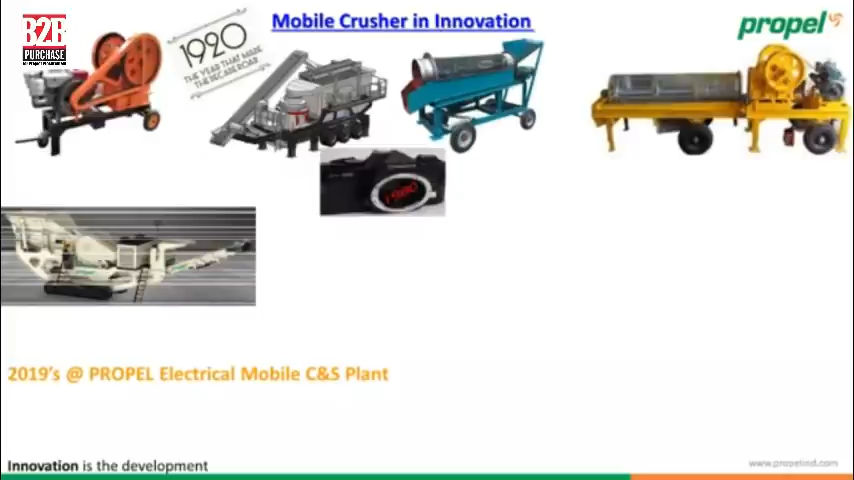 Mobile Crusher in Innovation
B2B
PURCHASE
1920
THE YEAR THAT MADE
THE DECADE ROAR
propel
1980
2019's @ PROPEL Electrical Mobile C&S Plant
Innovation is the development
www.propelind.com